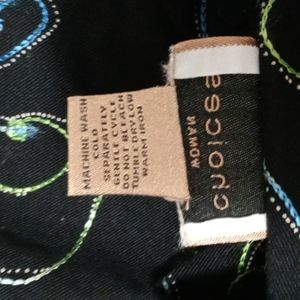 choices
WOMAN
MACHINE WASH
COLD
SEPARATELY
GENTLE CYCLE
DO NOT BLEACH
TUMBLE DRY LOW
WARM IRON